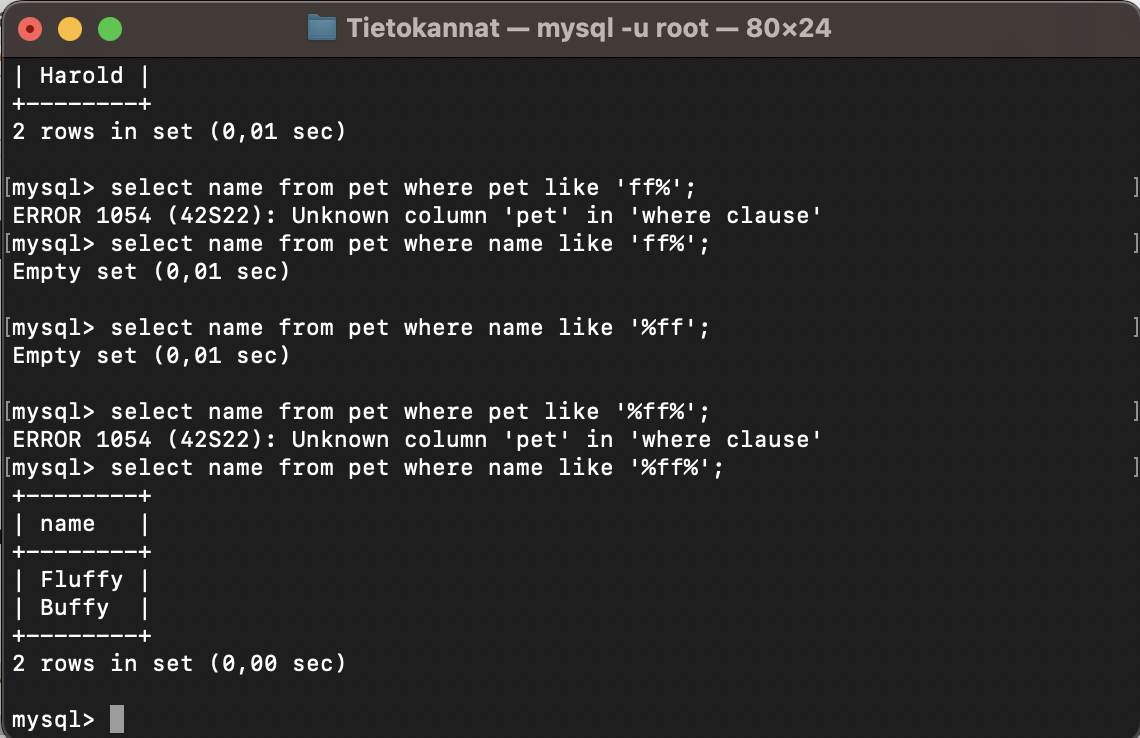 Tietokannat — mysql -u root — 80×24
| Harold |
+--------+
2 rows in set (0,01 sec)
[mysql> select name from pet where pet like 'ff%'; ]
ERROR 1054 (42S22): Unknown column 'pet' in 'where clause'
[mysql> select name from pet where name like 'ff%'; ]
Empty set (0,01 sec)
[mysql> select name from pet where name like '%ff'; ]
Empty set (0,01 sec)
[mysql> select name from pet where pet like '%ff%'; ]
ERROR 1054 (42S22): Unknown column 'pet' in 'where clause'
[mysql> select name from pet where name like '%ff%'; ]
+--------+
| name   |
+--------+
| Fluffy |
| Buffy  |
+--------+
2 rows in set (0,00 sec)
mysql>